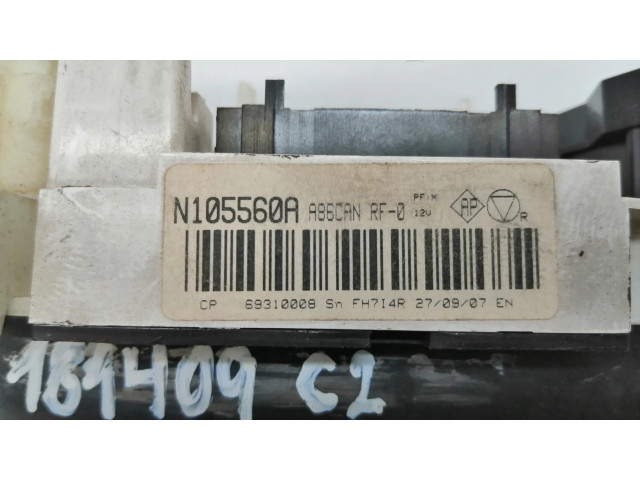 N105560A A86CAN RF-0 PF:X
12V AP R
CP 69310008 Sn FH7I4R 27/09/07 EN
181409 C2